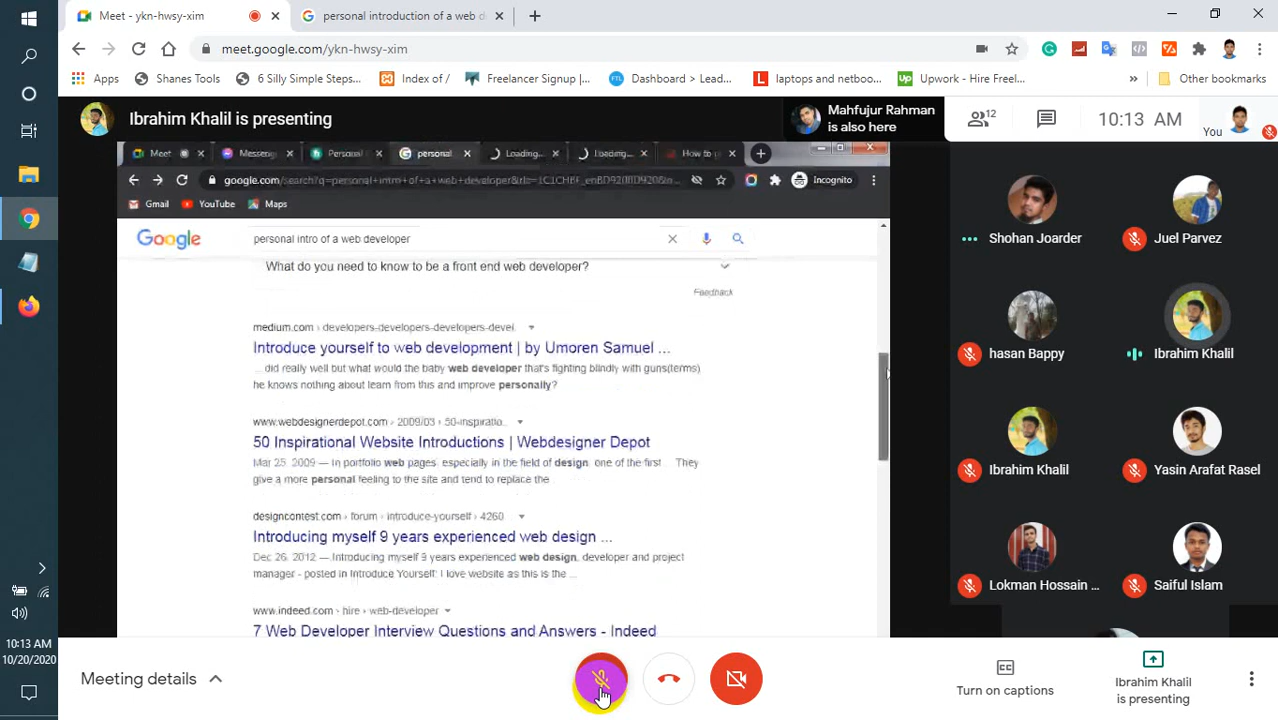 Meet - ykn-hwsy-xim
personal introduction of a web d
meet.google.com/ykn-hwsy-xim
Apps
Shanes Tools
6 Silly Simple Steps...
Index of /
Freelancer Signup |...
Dashboard > Lead...
laptops and netboo...
Upwork - Hire Freel...
Other bookmarks
Ibrahim Khalil is presenting
Mahfujur Rahman
is also here
12
10:13 AM
You
Meet
Messeng
Personal
personal
Loading...
Loading...
How to
google.com/search?q=personal+intro+of+a+web+developer&rlz=1C1CHBF_enBD920BD920&in...
Incognito
Gmail
YouTube
Maps
Google
personal intro of a web developer
What do you need to know to be a front end web developer?
Feedback
medium.com › developers-developers-devel.
Introduce yourself to web development | by Umoren Samuel ...
... did really well but what would the baby web developer that's fighting blindly with guns(terms)
he knows nothing about learn from this and improve personally?
www.webdesignerdepot.com › 2009/03 › 50-inspiratio..
50 Inspirational Website Introductions | Webdesigner Depot
Mar 25, 2009 — In portfolio web pages, especially in the field of design, one of the first ... They
give a more personal feeling to the site and tend to replace the
designcontest.com › forum › introduce-yourself › 4260
Introducing myself 9 years experienced web design ...
Dec 26, 2012 — Introducing myself 9 years experienced web design, developer and project
manager - posted in Introduce Yourself: I love website as this is the ...
www.indeed.com › hire › web-developer
7 Web Developer Interview Questions and Answers - Indeed
Shohan Joarder
Juel Parvez
hasan Bappy
Ibrahim Khalil
Ibrahim Khalil
Yasin Arafat Rasel
Lokman Hossain ...
Saiful Islam
10:13 AM
10/20/2020
Meeting details
Turn on captions
Ibrahim Khalil
is presenting